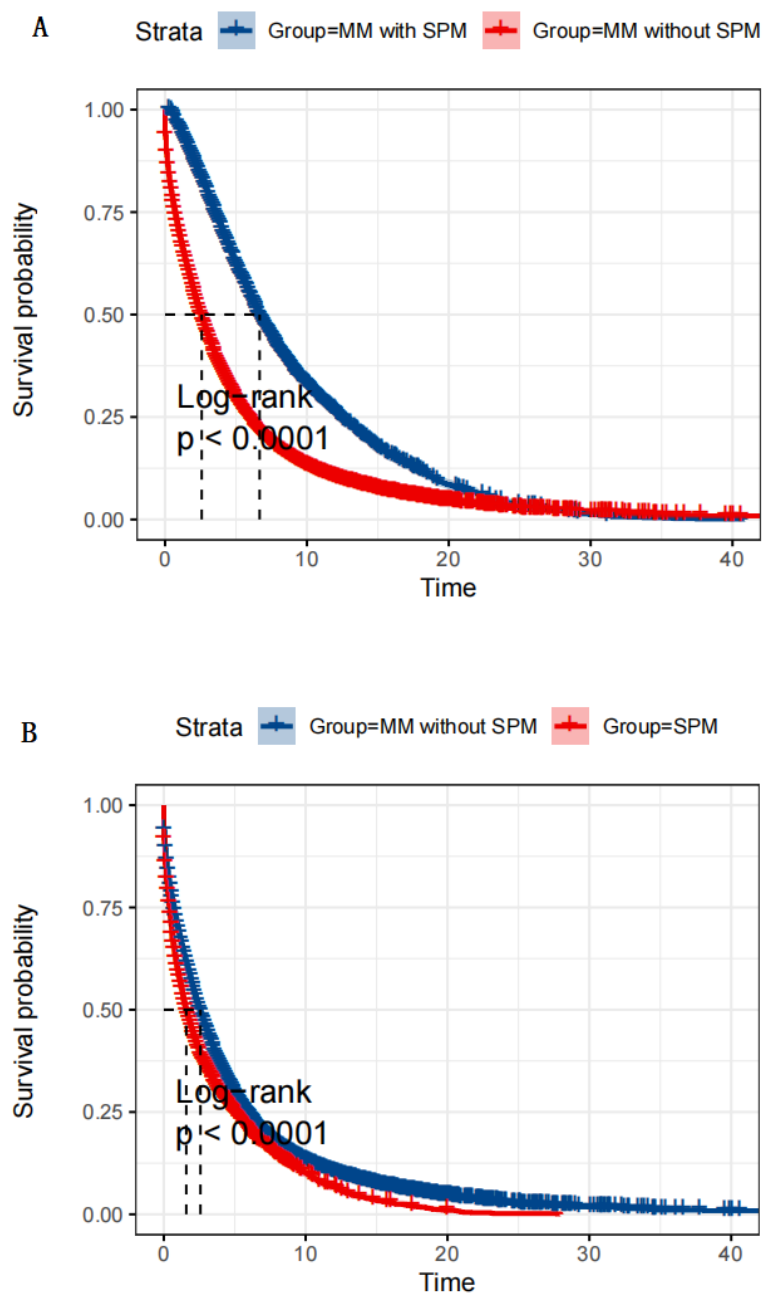 A
Strata Group=MM with SPM Group=MM without SPM
1.00
0.75
0.50
0.25
0.00
Survival probability
Log-rank
p < 0.0001
0 10 20 30 40
Time
B
Strata Group=MM without SPM Group=SPM
1.00
0.75
0.50
0.25
0.00
Survival probability
Log-rank
p < 0.0001
0 10 20 30 40
Time